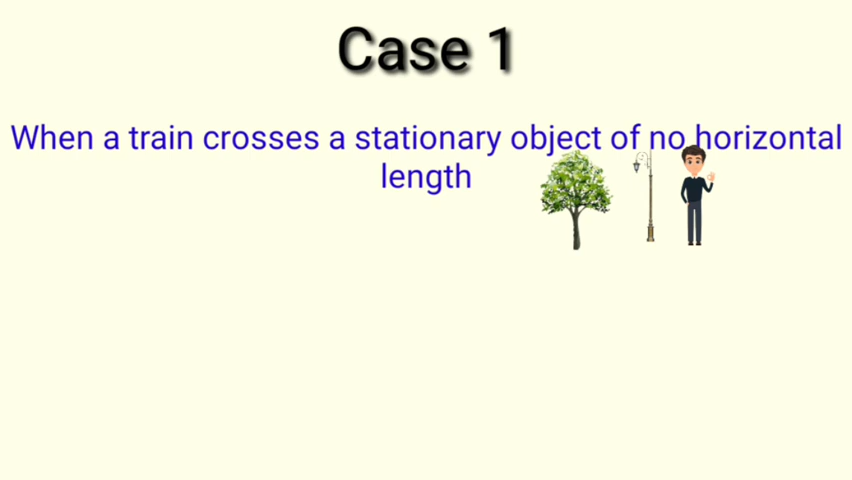 Case 1
When a train crosses a stationary object of no horizontal
length